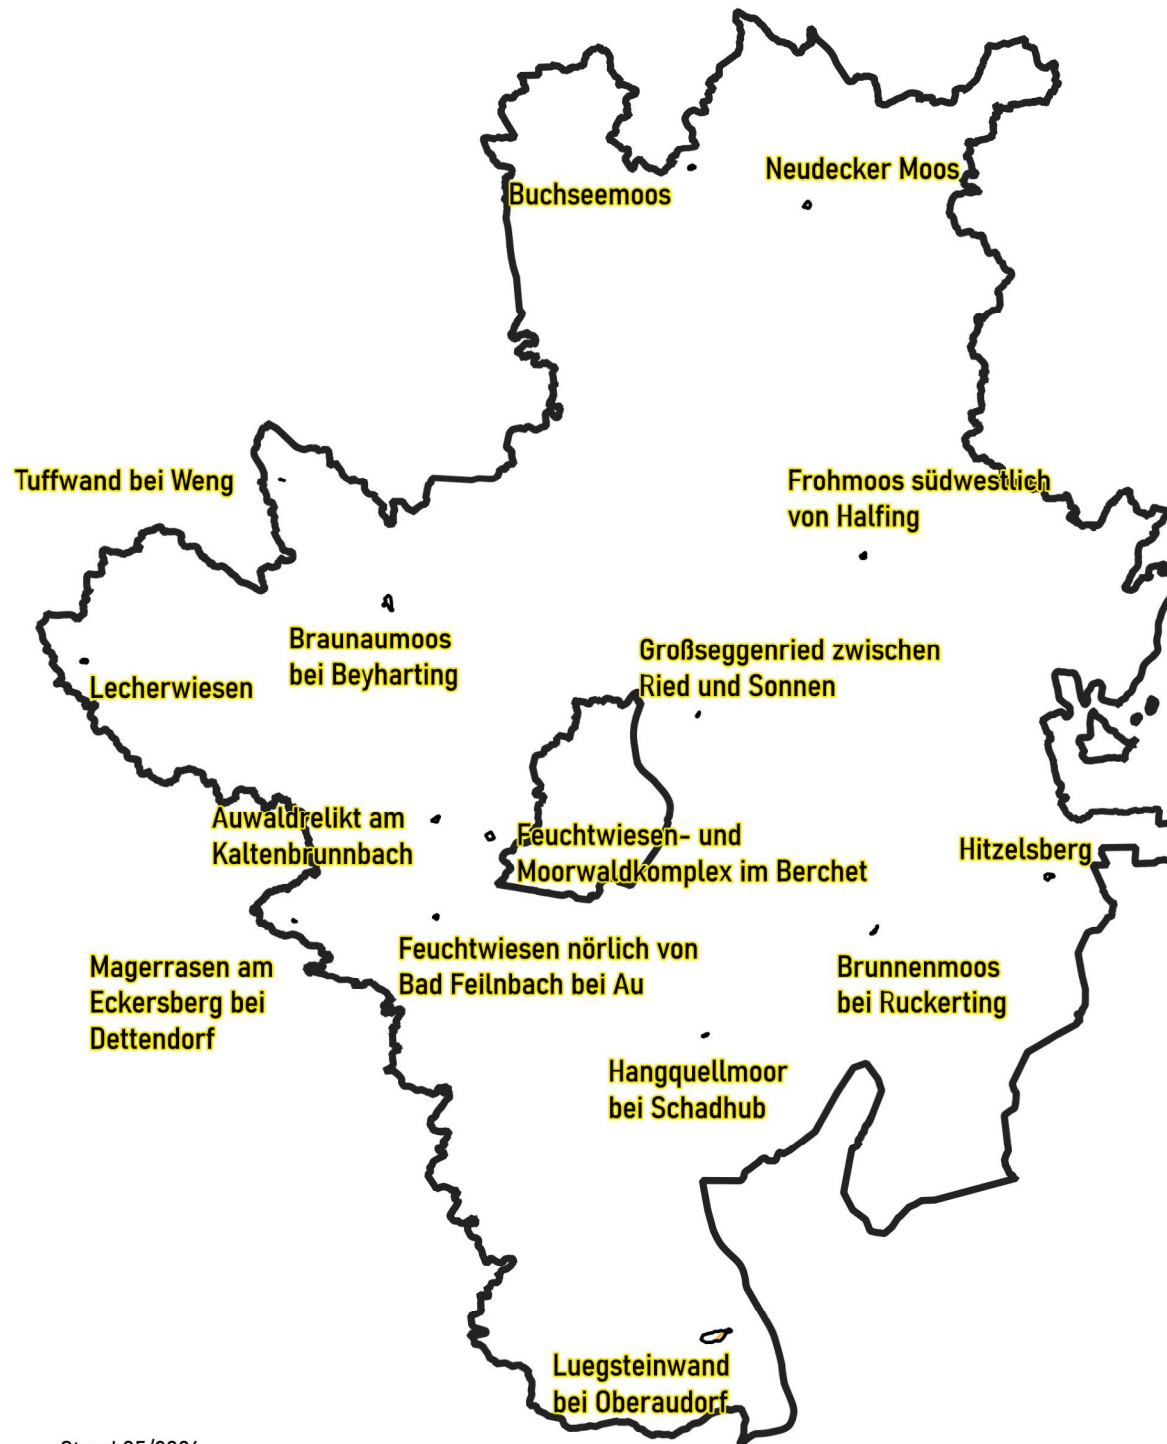 Neudecker Moos
Buchseemoos
Tuffwand bei Weng
Frohmoos südwestlich
von Halfing
Braunaumoos
bei Beyharting
Großseggenried zwischen
Ried und Sonnen
Lecherwiesen
Auwaldrelikt am
Kaltenbrunnbach
Feuchtwiesen- und
Moorwaldkomplex im Berchet
Hitzelsberg
Feuchtwiesen nörlich von
Bad Feilnbach bei Au
Magerrasen am
Eckersberg bei
Dettendorf
Brunnenmoos
bei Ruckerting
Hangquellmoor
bei Schadhub
Luegsteinwand
bei Oberaudorf